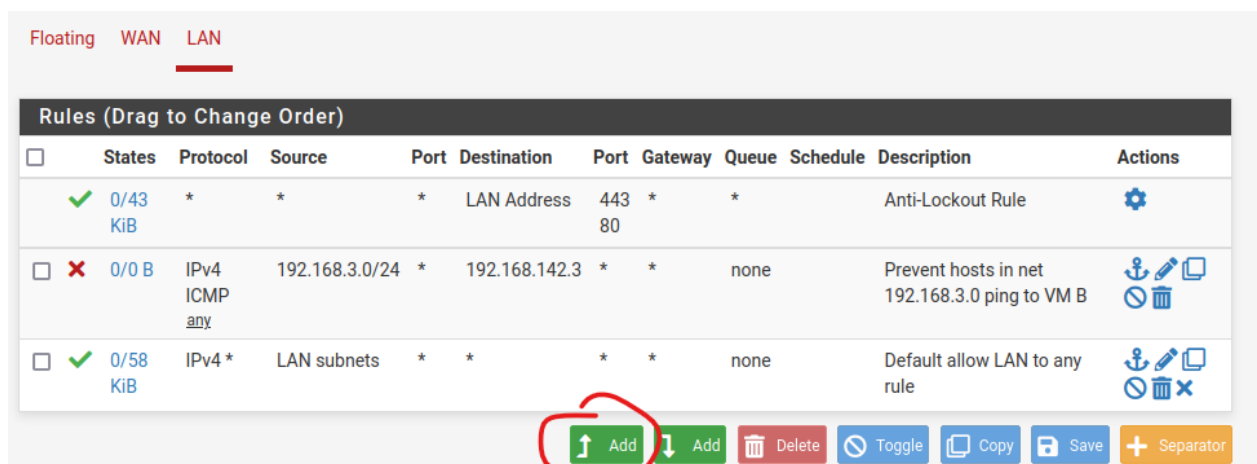 Floating WAN LAN
Rules (Drag to Change Order)
States Protocol Source Port Destination Port Gateway Queue Schedule Description Actions
0/43 * * * LAN Address 443 * * Anti-Lockout Rule
KiB 80
0/0 B IPv4 192.168.3.0/24 * 192.168.142.3 * * none Prevent hosts in net
ICMP 192.168.3.0 ping to VM B
any
0/58 IPv4 * LAN subnets * * * * none Default allow LAN to any
KiB rule
Add Add Delete Toggle Copy Save Separator